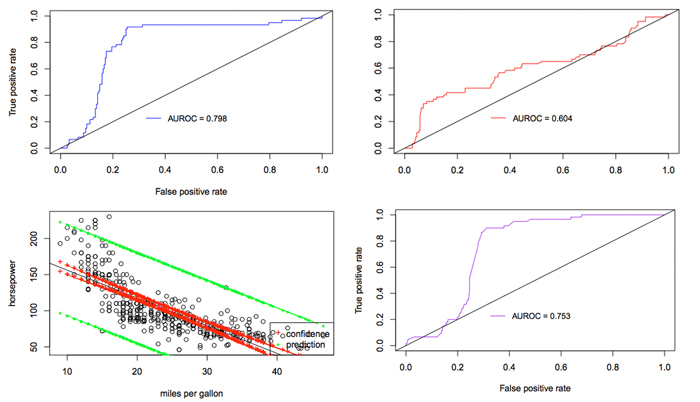 True positive rate
1.0
0.8
0.6
0.4
0.2
0.0
AUROC = 0.798
0.0 0.2 0.4 0.6 0.8 1.0
False positive rate
1.0
0.8
0.6
0.4
0.2
0.0
AUROC = 0.604
0.0 0.2 0.4 0.6 0.8 1.0
horsepower
200
150
100
50
confidence
prediction
10 20 30 40
miles per gallon
True positive rate
1.0
0.8
0.6
0.4
0.2
0.0
AUROC = 0.753
0.0 0.2 0.4 0.6 0.8 1.0
False positive rate